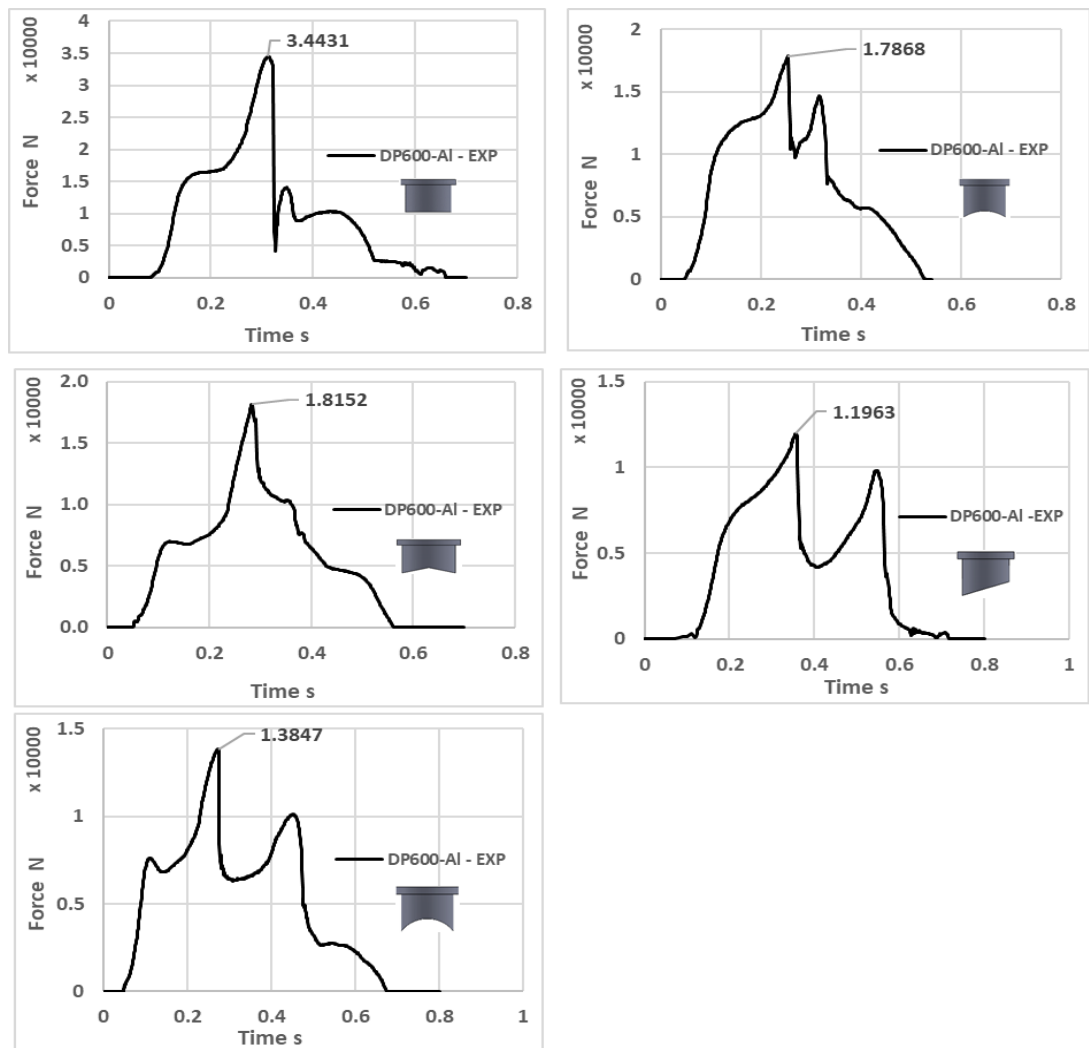 x 10000
Force N
4
3.5
3
2.5
2
1.5
1
0.5
0
3.4431
DP600-Al - EXP
0 0.2 0.4 0.6 0.8
Time s
x 10000
Force N
2
1.5
1
0.5
0
1.7868
DP600-Al - EXP
0 0.2 0.4 0.6 0.8
Time s
x 10000
Force N
2.0
1.5
1.0
0.5
0.0
1.8152
DP600-Al - EXP
0 0.2 0.4 0.6 0.8
Time s
x 10000
Force N
1.5
1
0.5
0
1.1963
DP600-Al -EXP
0 0.2 0.4 0.6 0.8 1
Time s
x 10000
Force N
1.5
1
0.5
0
1.3847
DP600-Al - EXP
0 0.2 0.4 0.6 0.8 1
Time s